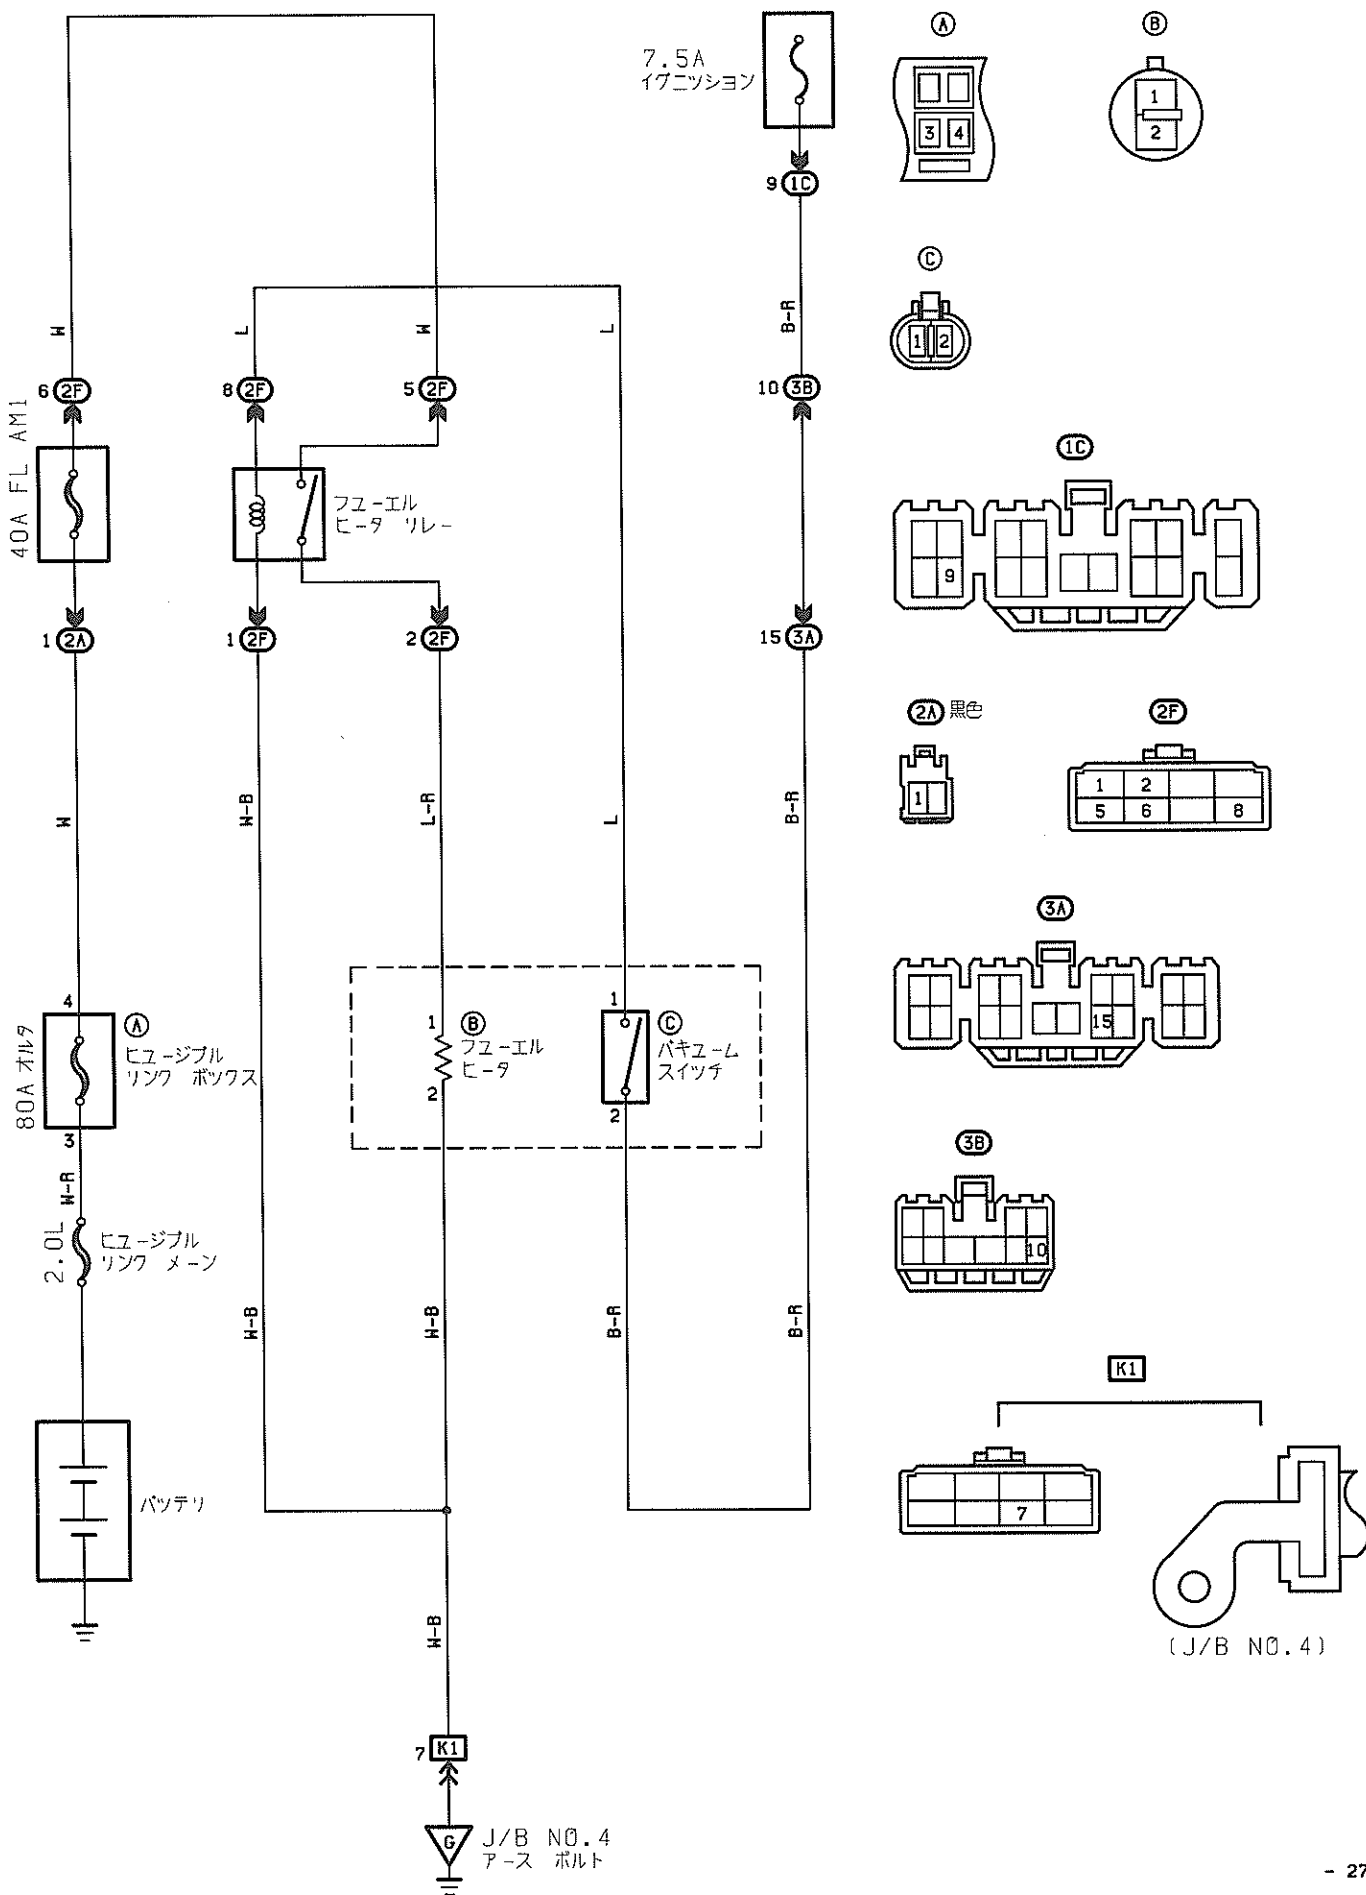 7.5A
イグニッション
9 1C
A
B
1
2
3 4
C
1 2
W
L
W
L
B-R
6 2F
8 2F
5 2F
10 3B
40A FL AM1
フューエル
ヒータ リレー
1 2A
1 2F
2 2F
15 3A
1C
9
2A 黒色
1
2F
1 2
5 6 8
W
W-B
L-R
L
B-R
3A
15
4
80A オルタ
A
ヒュージブル
リンク ボックス
3
1
B
フューエル
ヒータ
2
1
C
バキューム
スイッチ
2
W-R
2.0L
ヒュージブル
リンク メーン
W-B
W-B
B-R
B-R
3B
10
バッテリ
K1
7
(J/B NO.4)
W-B
7 K1
G
J/B NO.4
アース ボルト
- 27